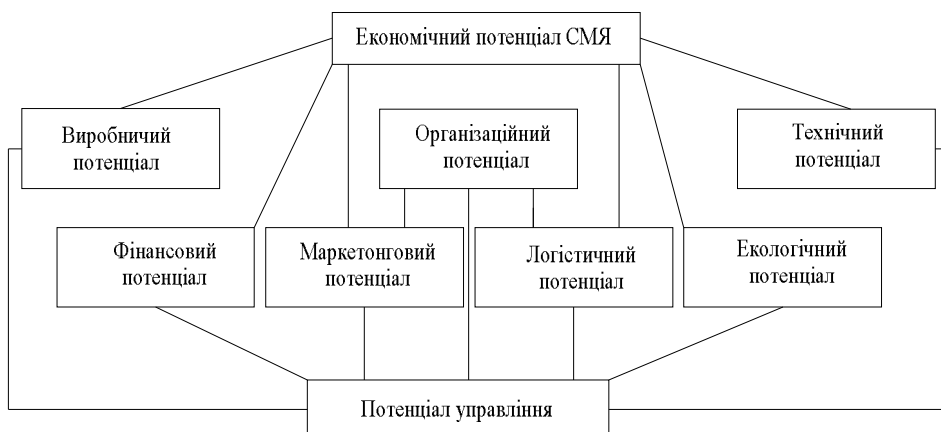 Економічний потенціал СМЯ
Виробничий
потенціал
Організаційний
потенціал
Технічний
потенціал
Фінансовий
потенціал
Маркетонговий
потенціал
Логістичний
потенціал
Екологічний
потенціал
Потенціал управління